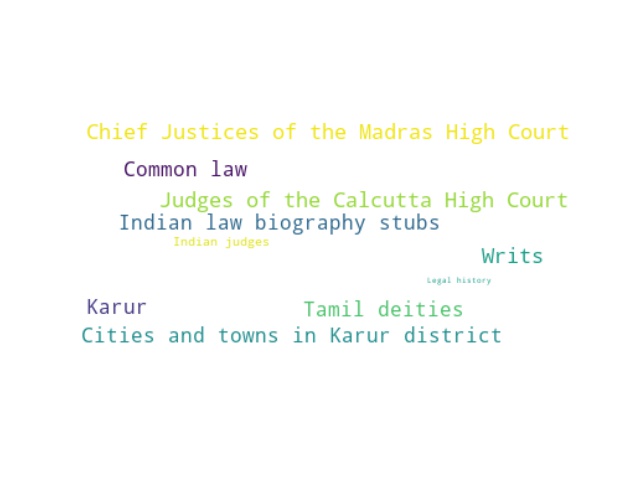 Chief Justices of the Madras High Court
Common law
Judges of the Calcutta High Court
Indian law biography stubs
Indian judges
Writs
Legal history
Karur
Tamil deities
Cities and towns in Karur district